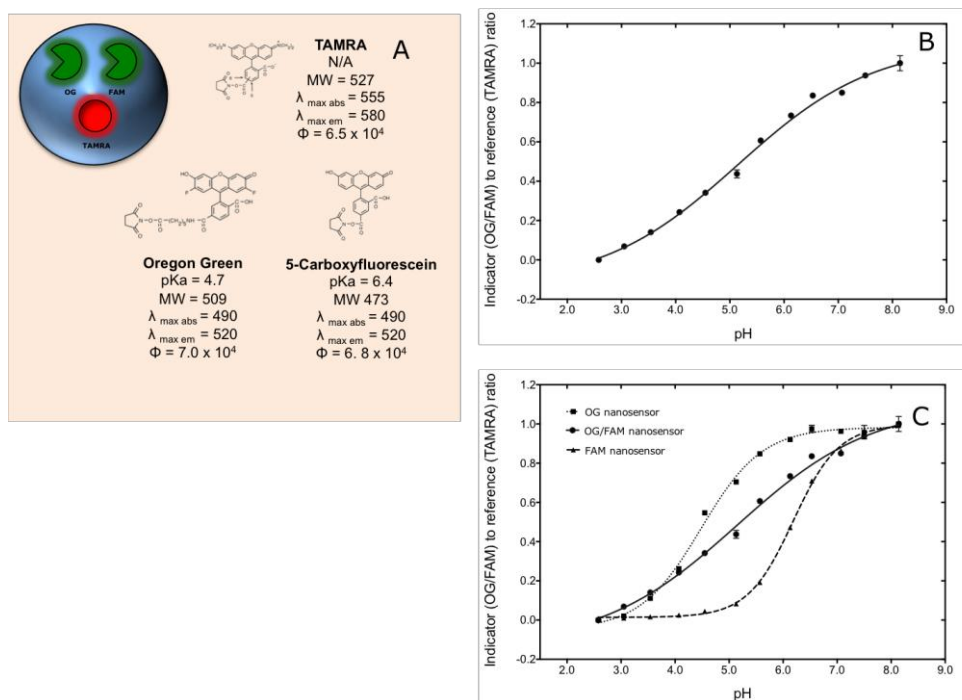 A
OG
FAM
TAMRA
TAMRA
N/A
MW = 527
λ max abs = 555
λ max em = 580
Φ = 6.5 x 10⁴
Oregon Green
pKa = 4.7
MW = 509
λ max abs = 490
λ max em = 520
Φ = 7.0 x 10⁴
5-Carboxyfluorescein
pKa = 6.4
MW 473
λ max abs = 490
λ max em = 520
Φ = 6. 8 x 10⁴
B
Indicator (OG/FAM) to reference (TAMRA) ratio
1.2
1.0
0.8
0.6
0.4
0.2
0.0
-0.2
2.0 3.0 4.0 5.0 6.0 7.0 8.0 9.0
pH
C
Indicator (OG/FAM) to reference (TAMRA) ratio
OG nanosensor
OG/FAM nanosensor
FAM nanosensor
1.2
1.0
0.8
0.6
0.4
0.2
0.0
-0.2
2.0 3.0 4.0 5.0 6.0 7.0 8.0 9.0
pH